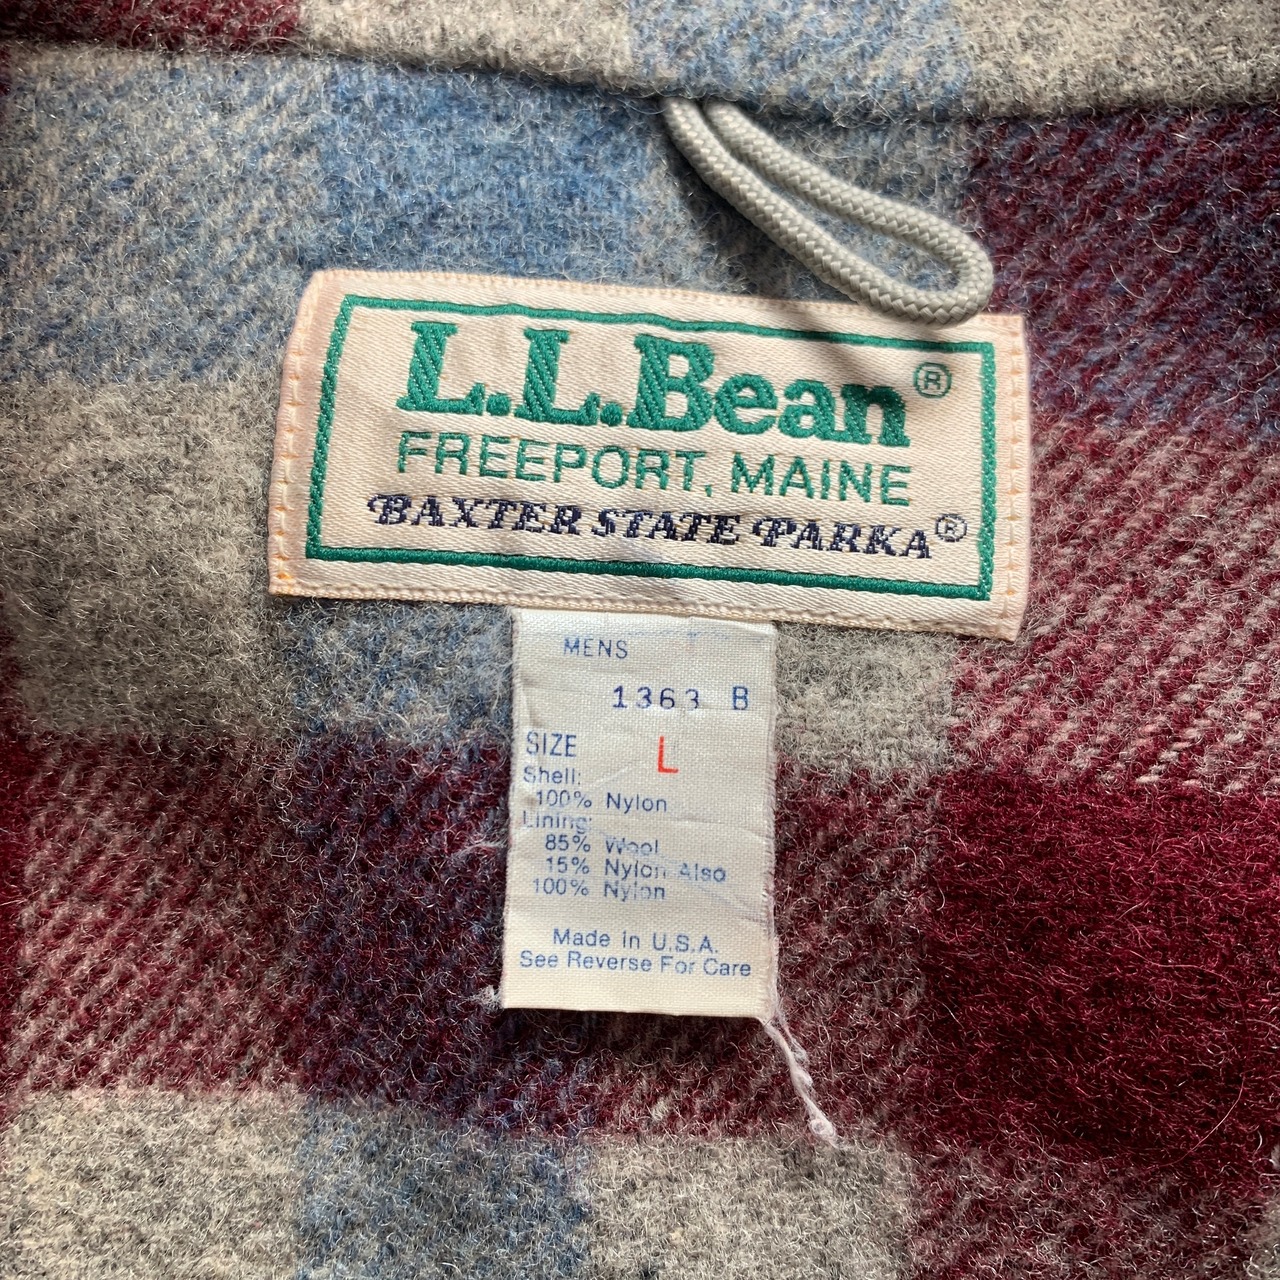 L.L.Bean®
FREEPORT, MAINE
BAXTER STATE PARKA®
MENS
1363 B
SIZE L
Shell:
100% Nylon
Lining:
85% Wool
15% Nylon Also
100% Nylon
Made in U.S.A.
See Reverse For Care